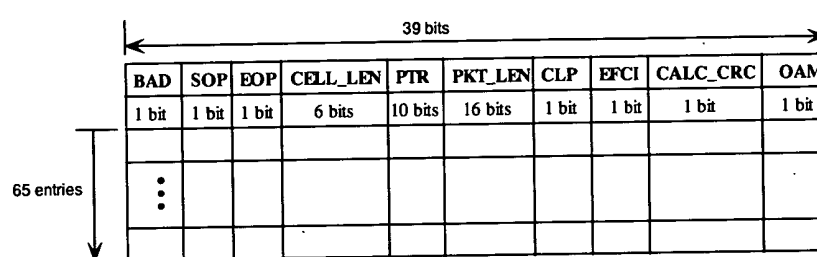 39 bits
BAD SOP EOP CELL_LEN PTR PKT_LEN CLP EFCI CALC_CRC OAM
1 bit 1 bit 1 bit 6 bits 10 bits 16 bits 1 bit 1 bit 1 bit 1 bit
65 entries